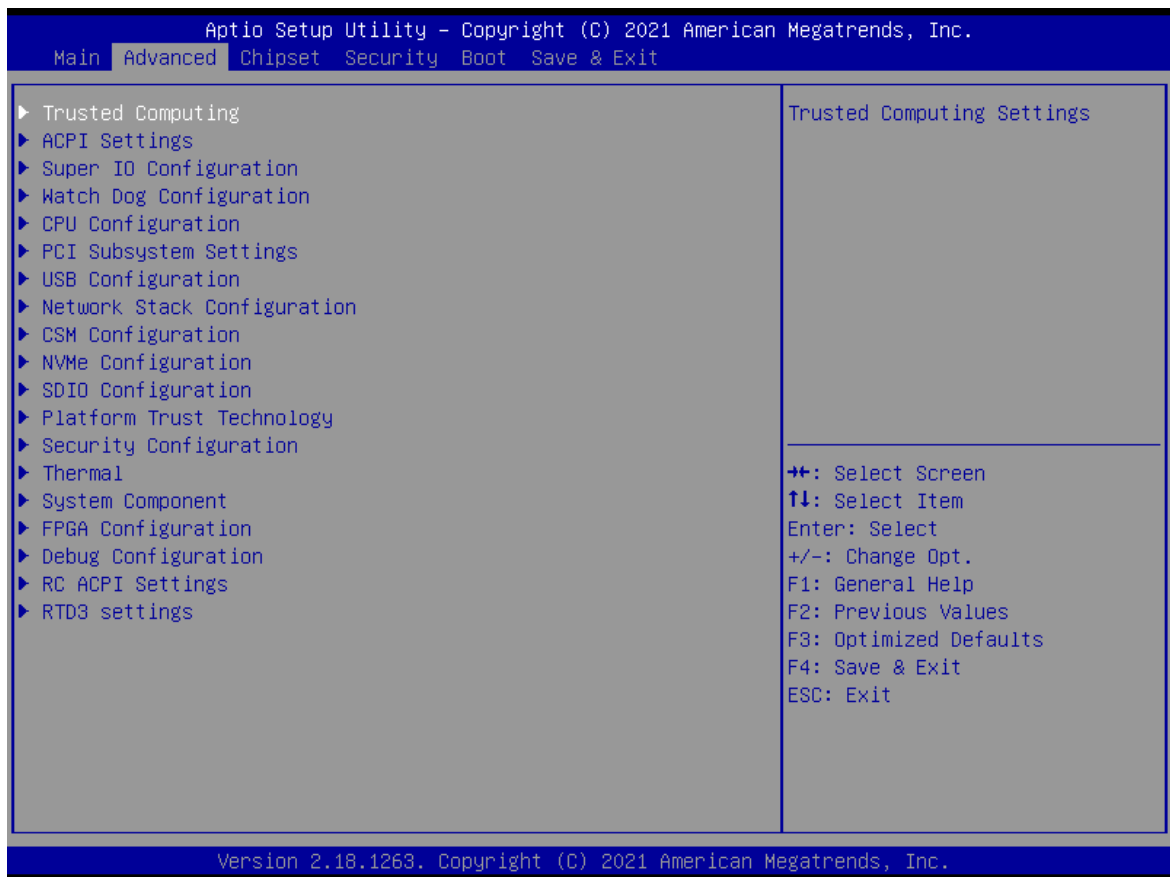 Aptio Setup Utility – Copyright (C) 2021 American Megatrends, Inc.
Main Advanced Chipset Security Boot Save & Exit
Trusted Computing
ACPI Settings
Super IO Configuration
Watch Dog Configuration
CPU Configuration
PCI Subsystem Settings
USB Configuration
Network Stack Configuration
CSM Configuration
NVMe Configuration
SDIO Configuration
Platform Trust Technology
Security Configuration
Thermal
System Component
FPGA Configuration
Debug Configuration
RC ACPI Settings
RTD3 settings
Trusted Computing Settings
→←: Select Screen
↑↓: Select Item
Enter: Select
+/-: Change Opt.
F1: General Help
F2: Previous Values
F3: Optimized Defaults
F4: Save & Exit
ESC: Exit
Version 2.18.1263. Copyright (C) 2021 American Megatrends, Inc.